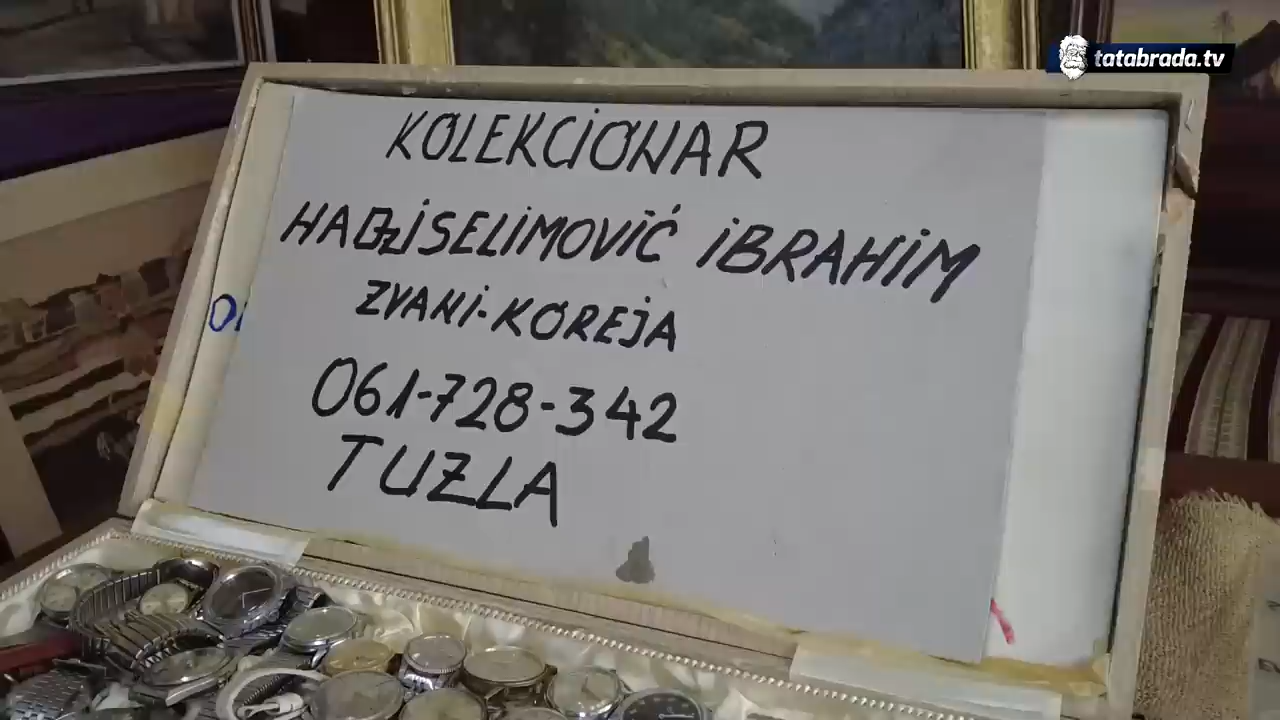 tatabrada.tv
KOLEKCIONAR
HADžiSELiMOViĆ iBRAHiM
ZVANi-KOREJA
061-728-342
TUZLA